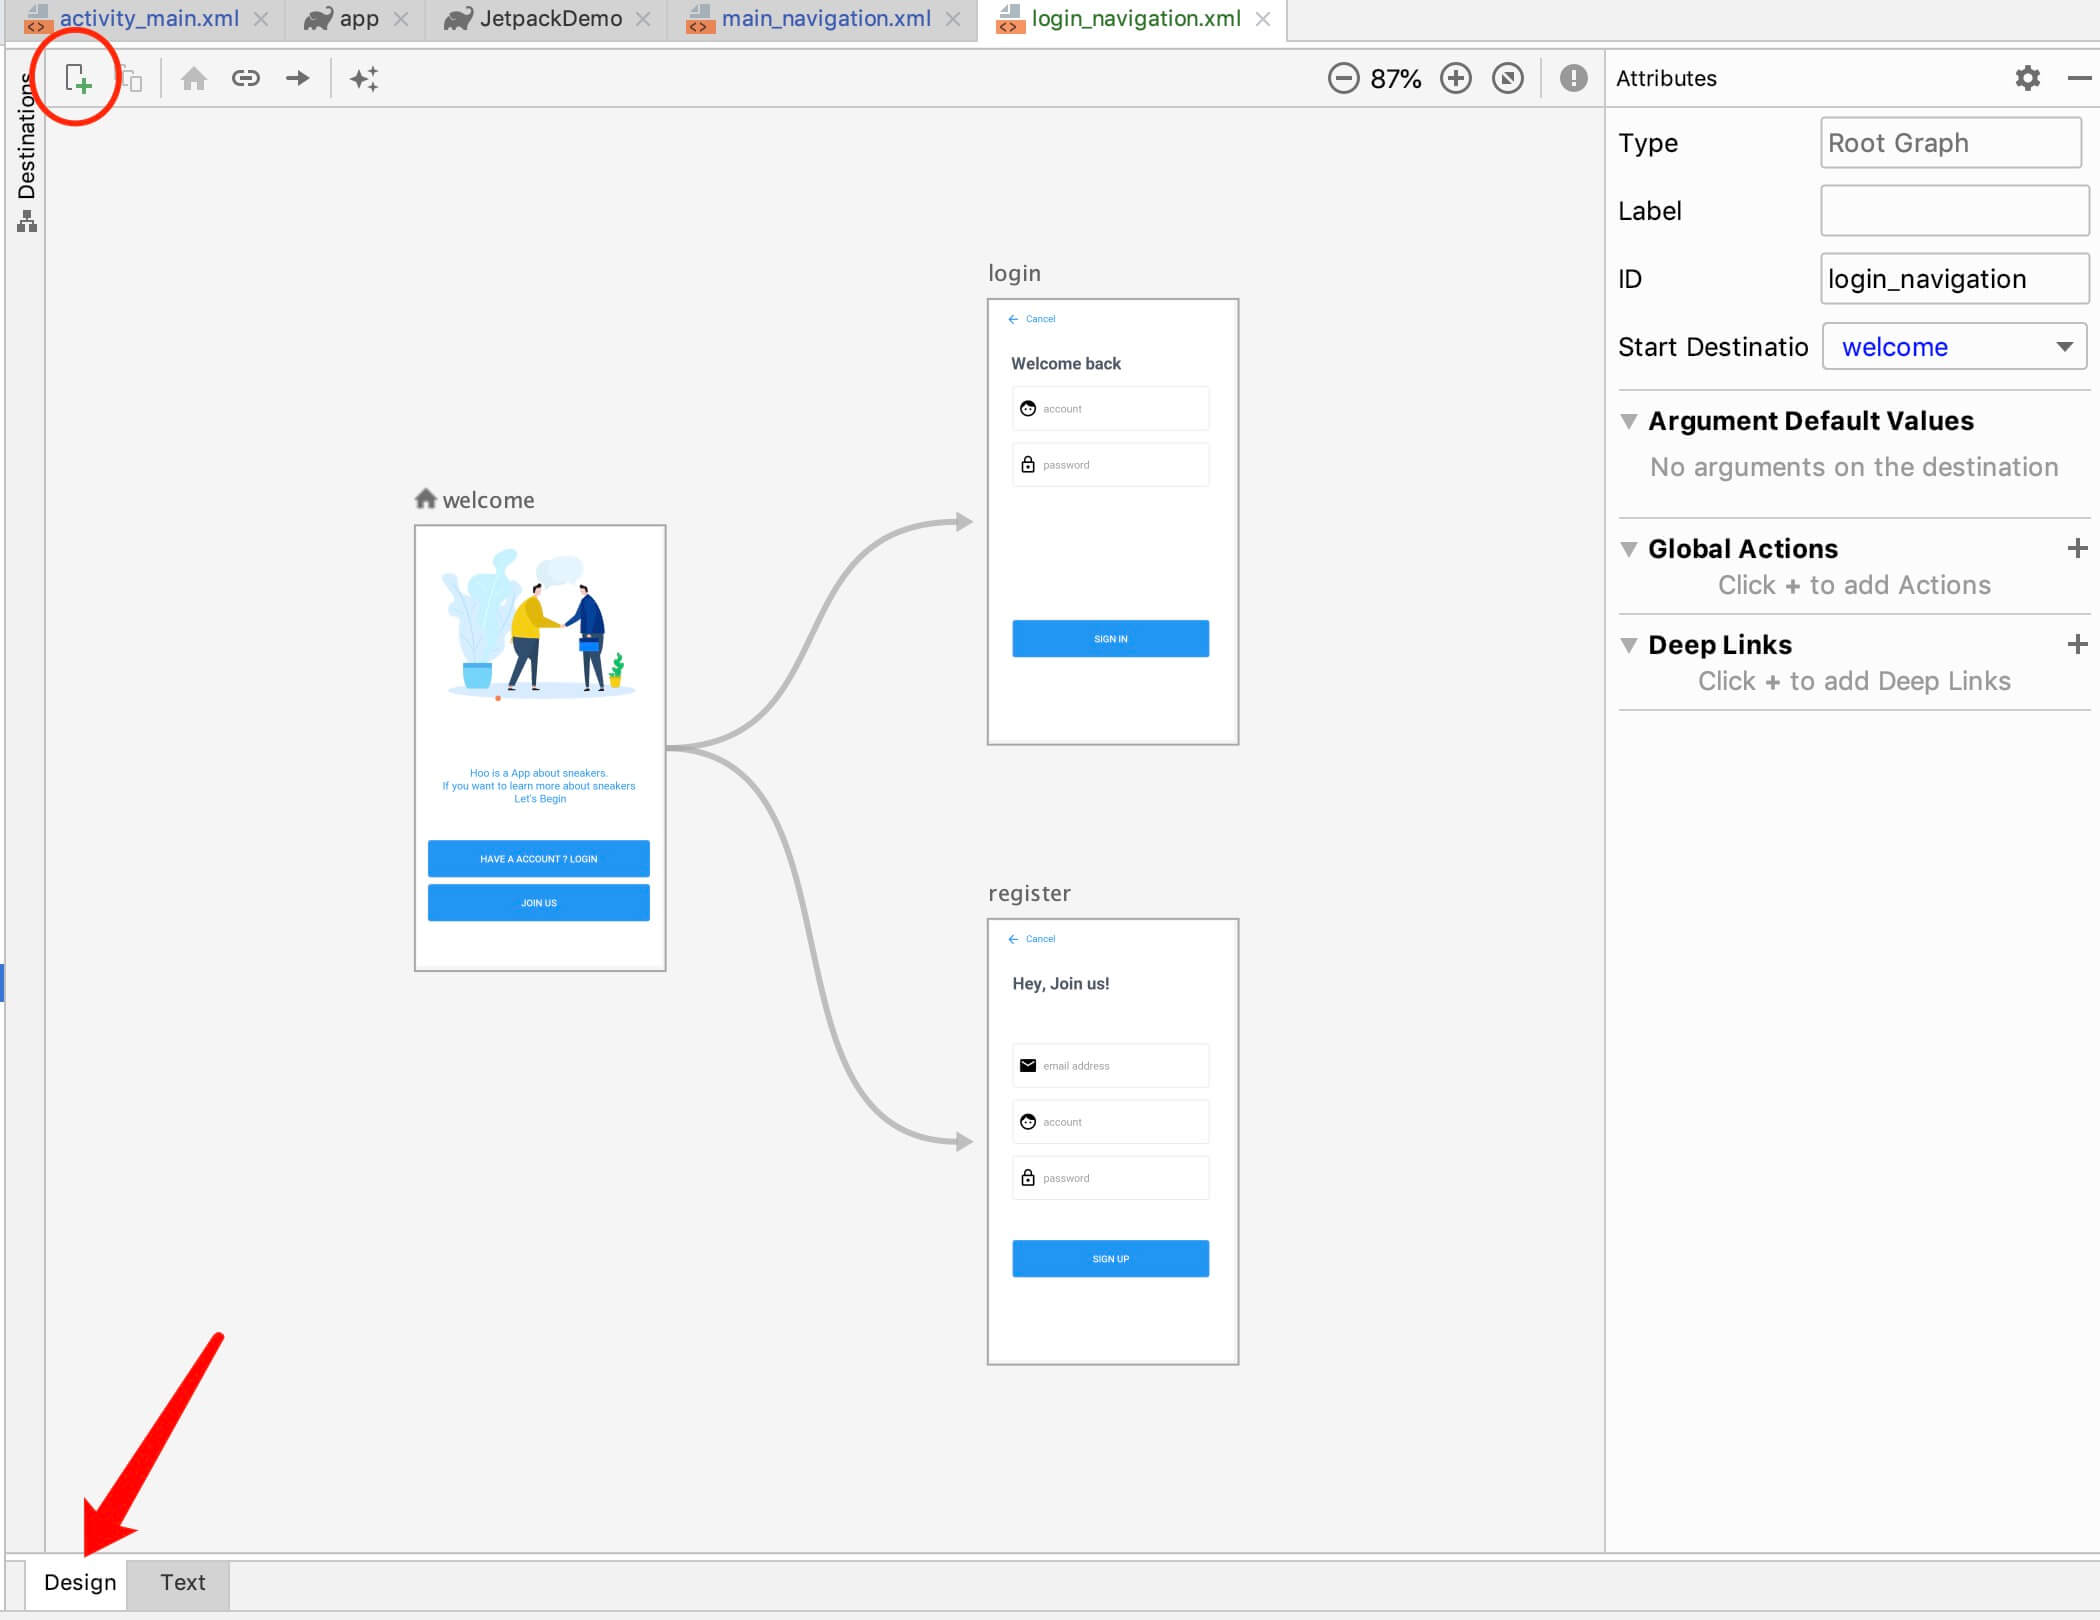 activity_main.xml
app
JetpackDemo
main_navigation.xml
login_navigation.xml
Destinations
87%
Attributes
Type
Root Graph
Label
ID
login_navigation
Start Destinatio
welcome
Argument Default Values
No arguments on the destination
Global Actions
Click + to add Actions
Deep Links
Click + to add Deep Links
welcome
Hoo is a App about sneakers.
If you want to learn more about sneakers
Let's Begin
HAVE A ACCOUNT ? LOGIN
JOIN US
login
Cancel
Welcome back
account
password
SIGN IN
register
Cancel
Hey, Join us!
email address
account
password
SIGN UP
Design
Text